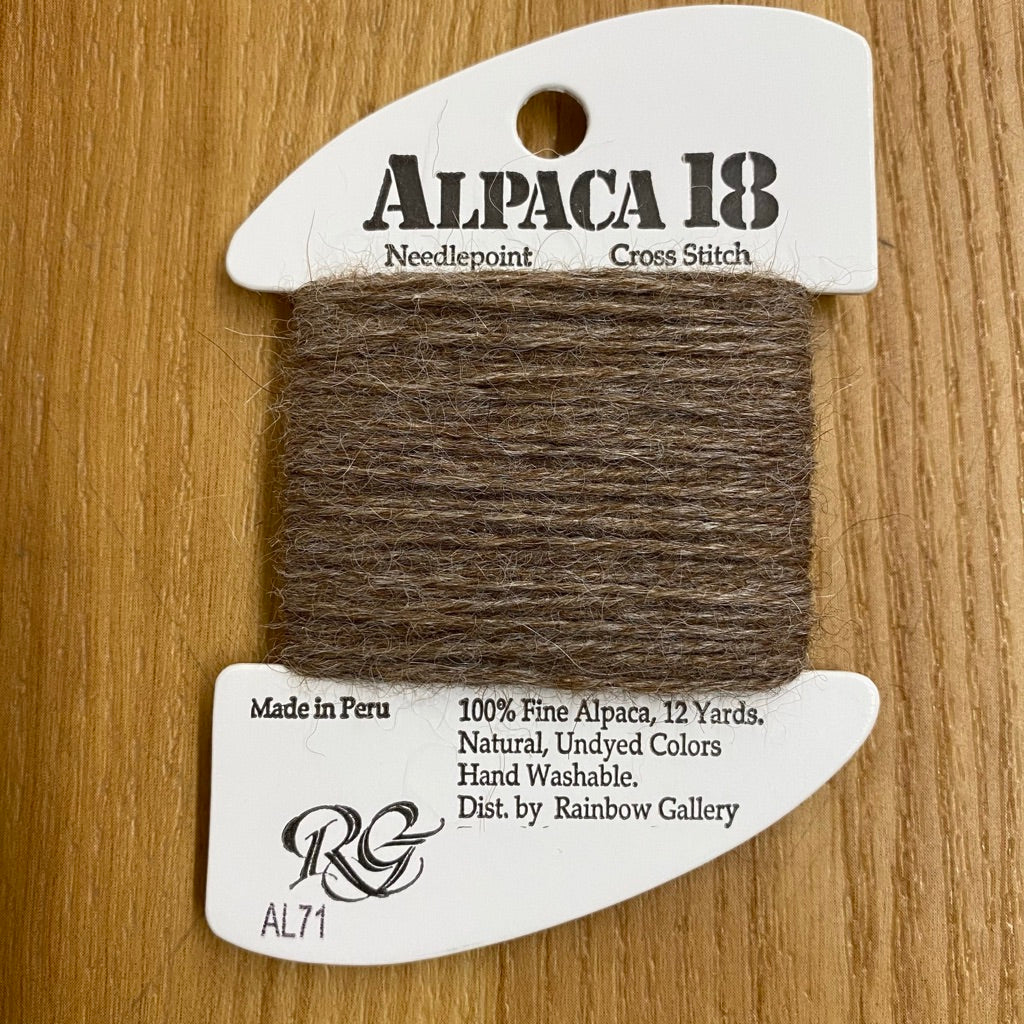 ALPACA 18
Needlepoint Cross Stitch
Made in Peru
100% Fine Alpaca, 12 Yards.
Natural, Undyed Colors
Hand Washable.
Dist. by Rainbow Gallery
RG
AL71